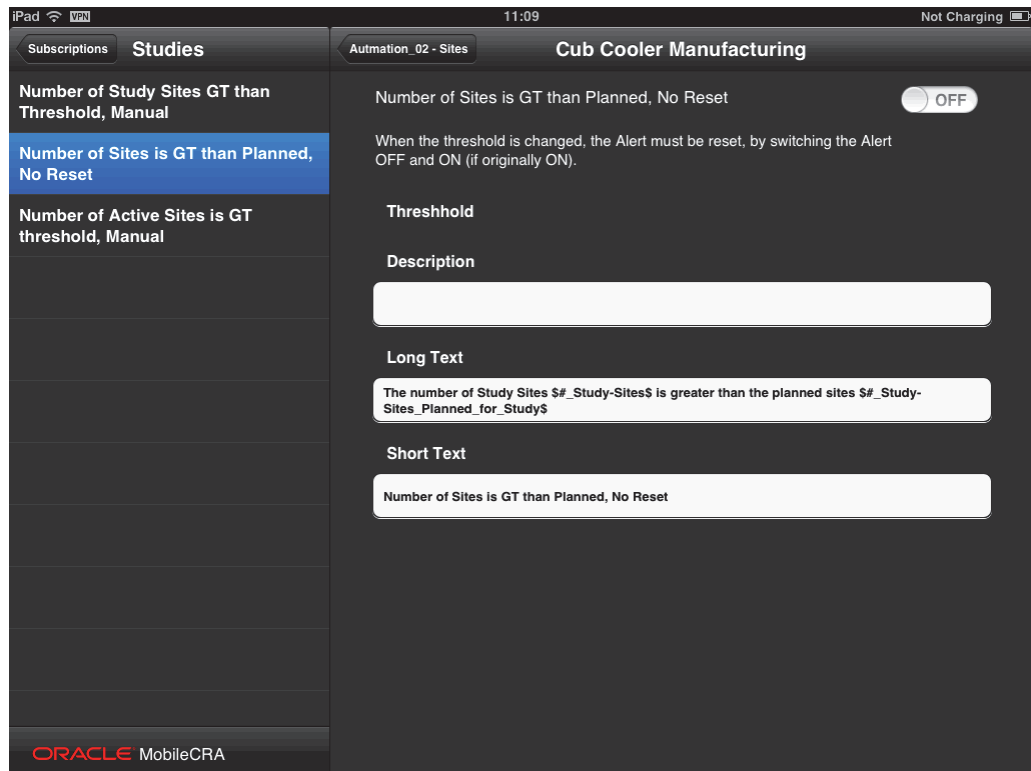 iPad VPN 11:09 Not Charging
Subscriptions Studies
Autmation_02 - Sites Cub Cooler Manufacturing
Number of Study Sites GT than
Threshold, Manual
Number of Sites is GT than Planned,
No Reset
Number of Active Sites is GT
threshold, Manual
Number of Sites is GT than Planned, No Reset OFF
When the threshold is changed, the Alert must be reset, by switching the Alert
OFF and ON (if originally ON).
Threshhold
Description
Long Text
The number of Study Sites $#_Study-Sites$ is greater than the planned sites $#_Study-
Sites_Planned_for_Study$
Short Text
Number of Sites is GT than Planned, No Reset
ORACLE MobileCRA